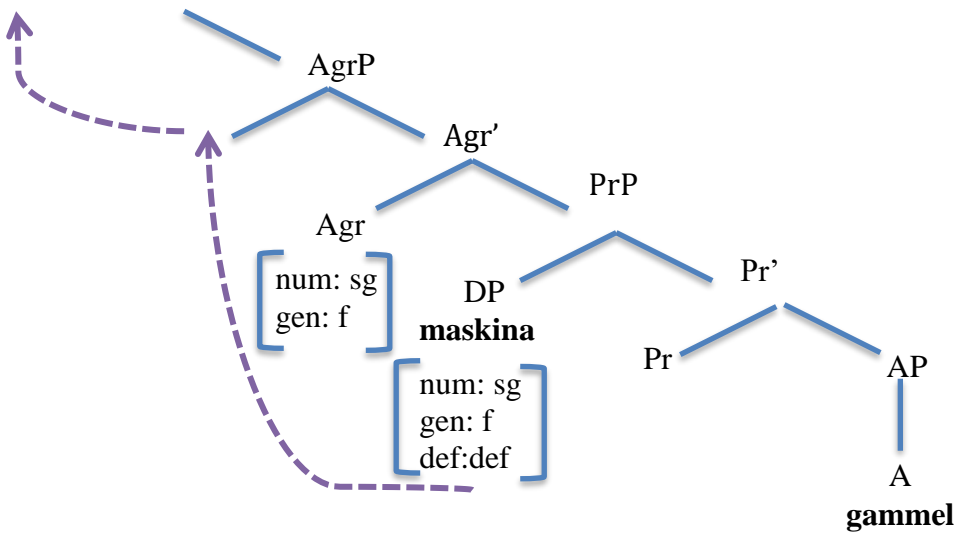 AgrP
Agr’
PrP
Agr
num: sg
gen: f
DP
maskina
Pr’
num: sg
gen: f
def:def
Pr
AP
A
gammel